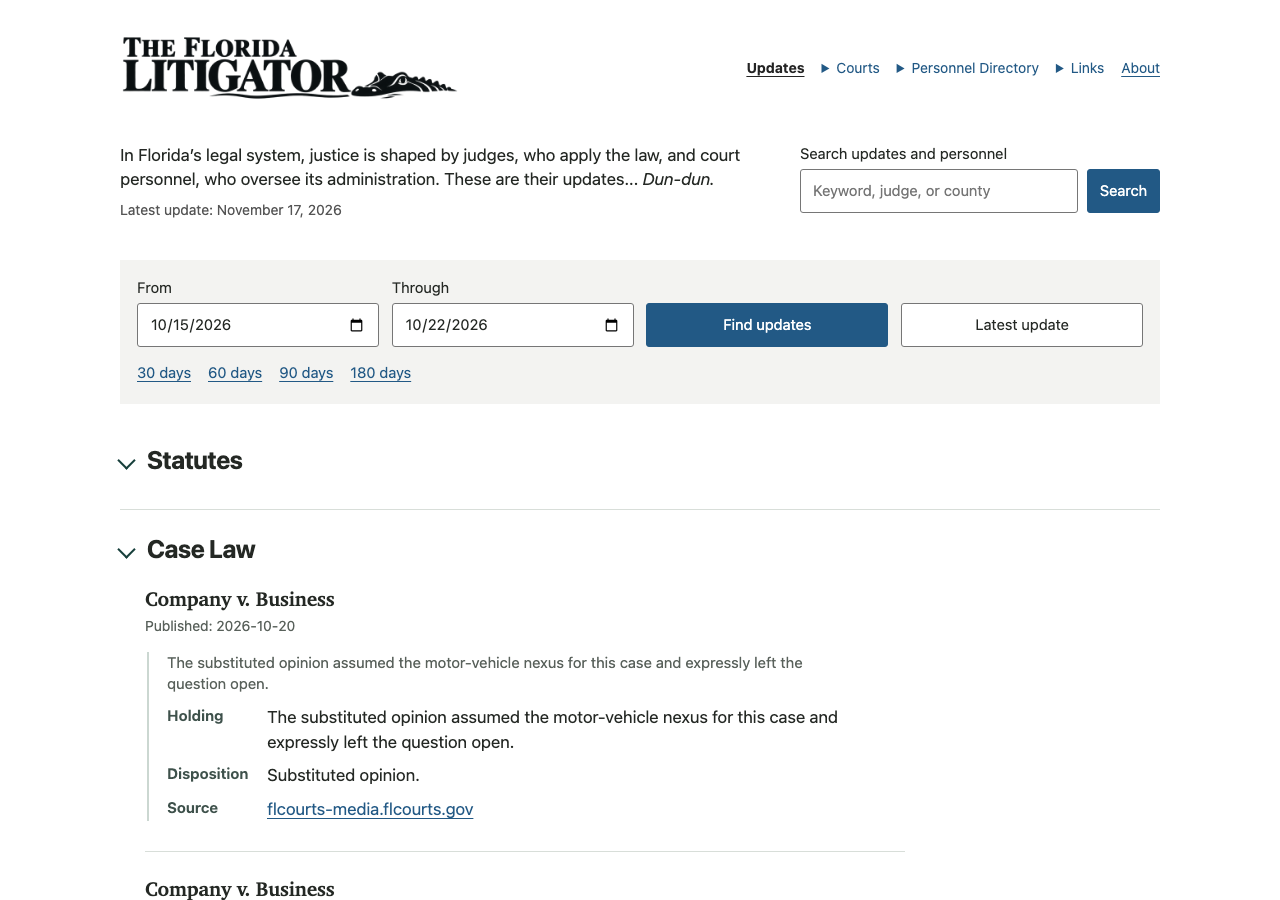 THE FLORIDA
LITIGATOR
Updates
Courts
Personnel Directory
Links
About
In Florida’s legal system, justice is shaped by judges, who apply the law, and court
personnel, who oversee its administration. These are their updates... Dun-dun.
Latest update: November 17, 2026
Search updates and personnel
Keyword, judge, or county
Search
From
Through
10/15/2026
10/22/2026
Find updates
Latest update
30 days
60 days
90 days
180 days
Statutes
Case Law
Company v. Business
Published: 2026-10-20
The substituted opinion assumed the motor-vehicle nexus for this case and expressly left the
question open.
Holding
The substituted opinion assumed the motor-vehicle nexus for this case and
expressly left the question open.
Disposition
Substituted opinion.
Source
flcourts-media.flcourts.gov
Company v. Business